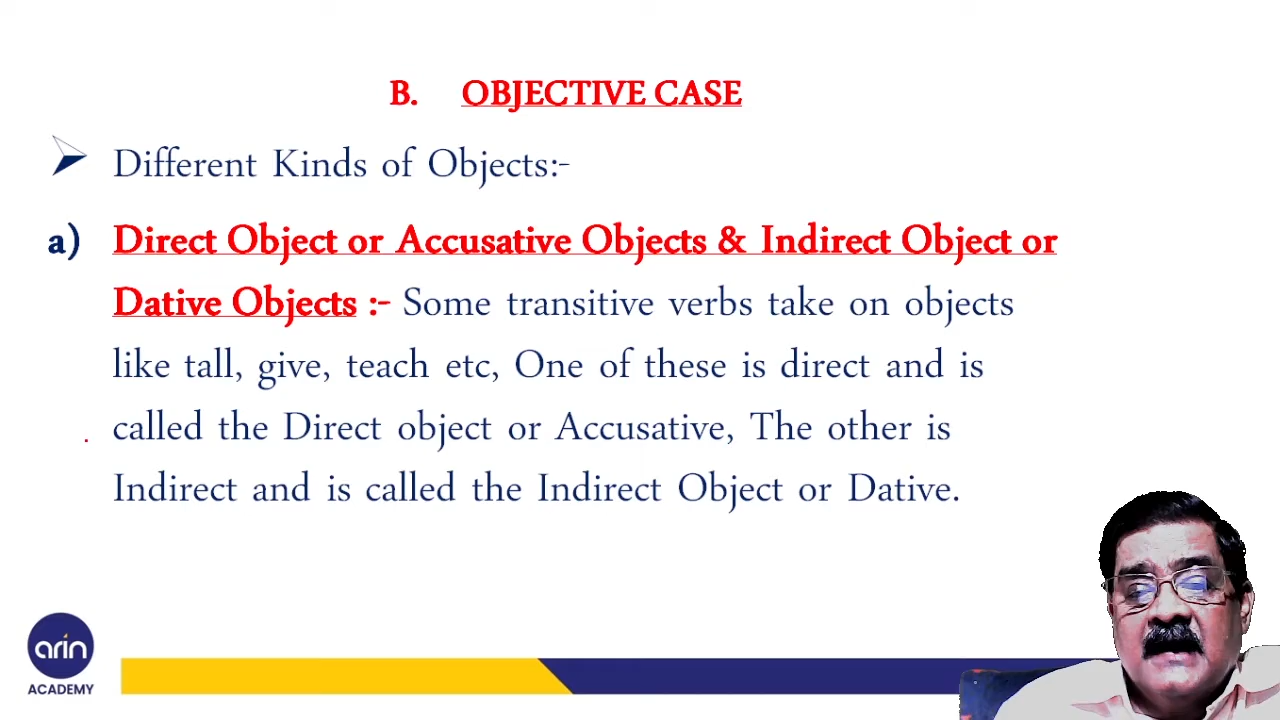 B. OBJECTIVE CASE
Different Kinds of Objects:-
a) Direct Object or Accusative Objects & Indirect Object or
Dative Objects :- Some transitive verbs take on objects
like tall, give, teach etc, One of these is direct and is
called the Direct object or Accusative, The other is
Indirect and is called the Indirect Object or Dative.
arin
ACADEMY